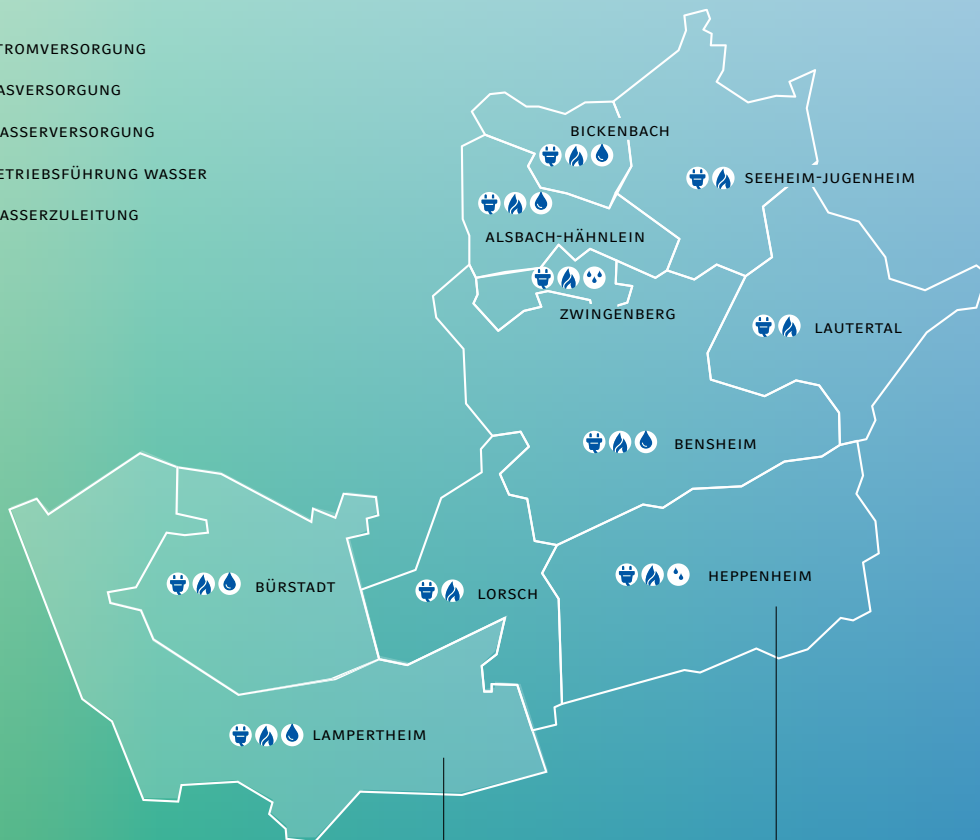 TROMVERSORGUNG
ASVERSORGUNG
ASSERVERSORGUNG
ETRIEBSFÜHRUNG WASSER
ASSERZULEITUNG
BICKENBACH
SEEHEIM-JUGENHEIM
ALSBACH-HÄHNLEIN
ZWINGENBERG
LAUTERTAL
BENSHEIM
HEPPENHEIM
BÜRSTADT
LORSCH
LAMPERTHEIM